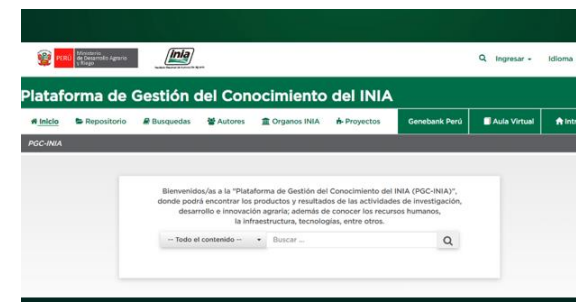 PERÚ Ministerio de Desarrollo Agrario y Riego
inia
Ingresar
Idioma
Plataforma de Gestión del Conocimiento del INIA
Inicio Repositorio Busquedas Autores Organos INIA Proyectos Genebank Perú Aula Virtual Intr
PGC-INIA
Bienvenidos/as a la "Plataforma de Gestión del Conocimiento del INIA (PGC-INIA)",
donde podrá encontrar los productos y resultados de las actividades de investigación,
desarrollo e innovación agraria; además de conocer los recursos humanos,
la infraestructura, tecnologías, entre otros.
-- Todo el contenido -- Buscar ...